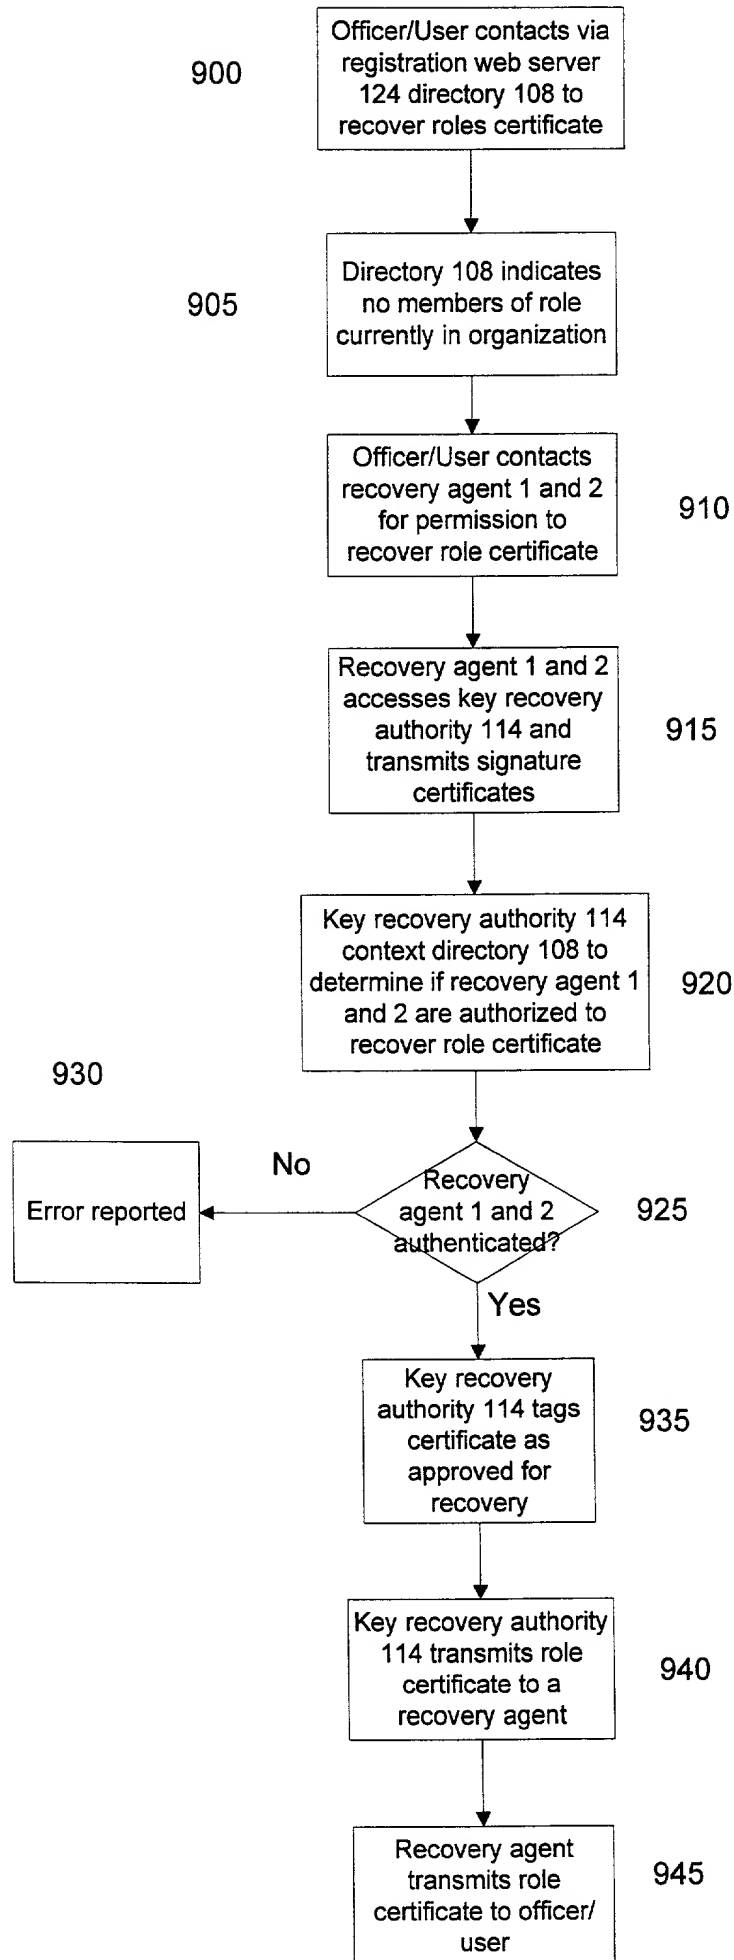 900
Officer/User contacts via
registration web server
124 directory 108 to
recover roles certificate
905
Directory 108 indicates
no members of role
currently in organization
Officer/User contacts
recovery agent 1 and 2
for permission to
recover role certificate
910
Recovery agent 1 and 2
accesses key recovery
authority 114 and
transmits signature
certificates
915
Key recovery authority 114
context directory 108 to
determine if recovery agent 1
and 2 are authorized to
recover role certificate
920
930
Error reported
No
Recovery
agent 1 and 2
authenticated?
925
Yes
Key recovery
authority 114 tags
certificate as
approved for
recovery
935
Key recovery authority
114 transmits role
certificate to a
recovery agent
940
Recovery agent
transmits role
certificate to officer/
user
945